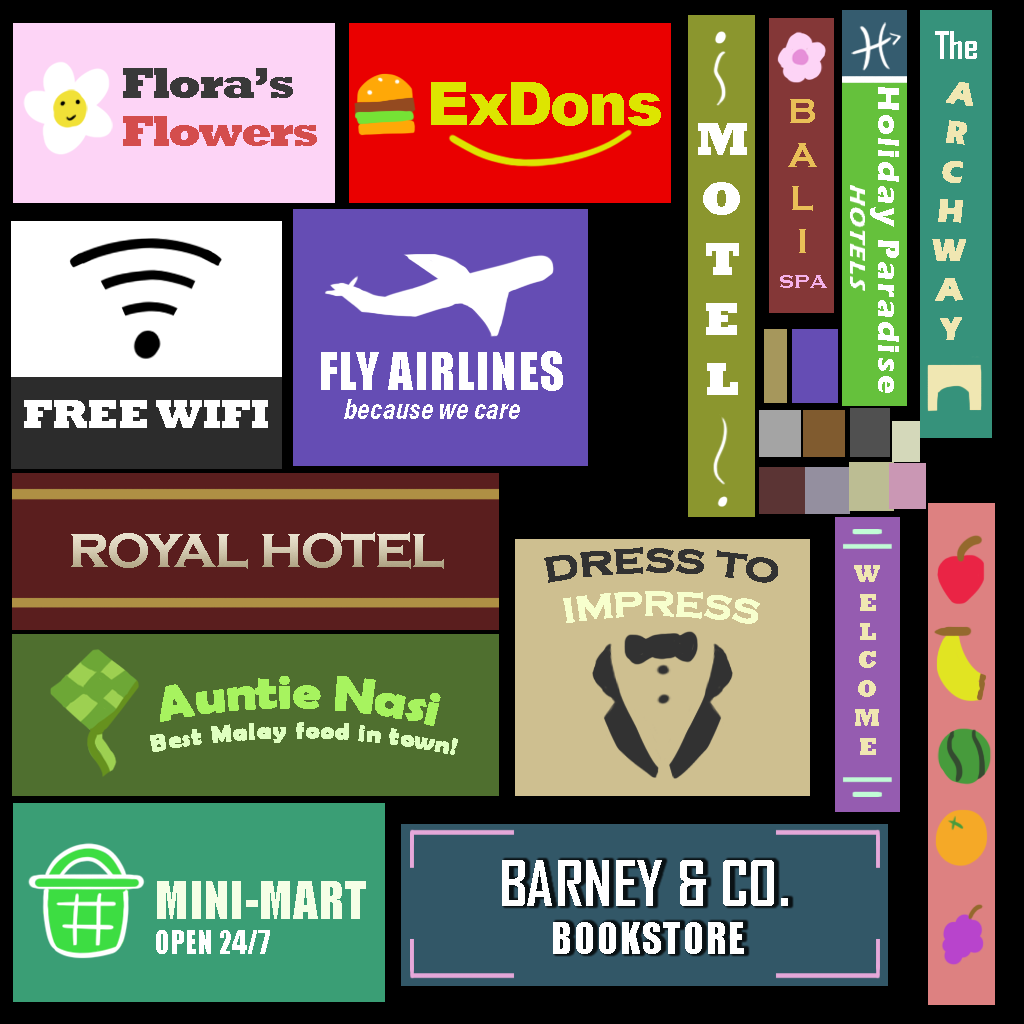 Flora's
Flowers
ExDons
MOTEL
BALI
SPA
Holiday Paradise
HOTELS
The
ARCHWAY
FREE WIFI
FLY AIRLINES
because we care
ROYAL HOTEL
DRESS TO
IMPRESS
WELCOME
Auntie Nasi
Best Malay food in town!
MINI-MART
OPEN 24/7
BARNEY & CO.
BOOKSTORE